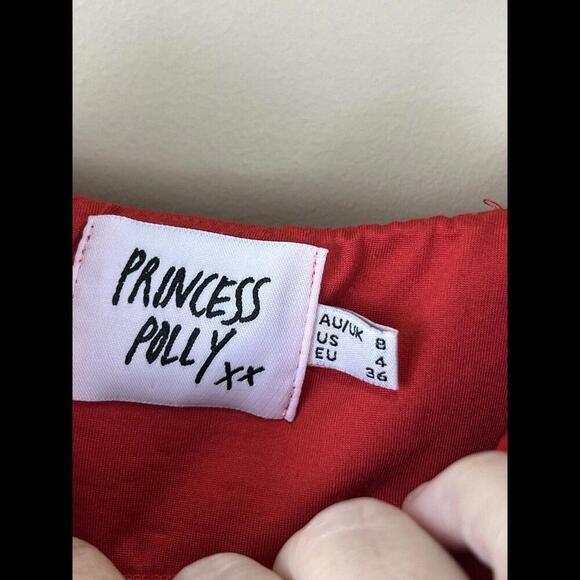 PRINCESS
POLLY xx
AU/UK 8
US 4
EU 36